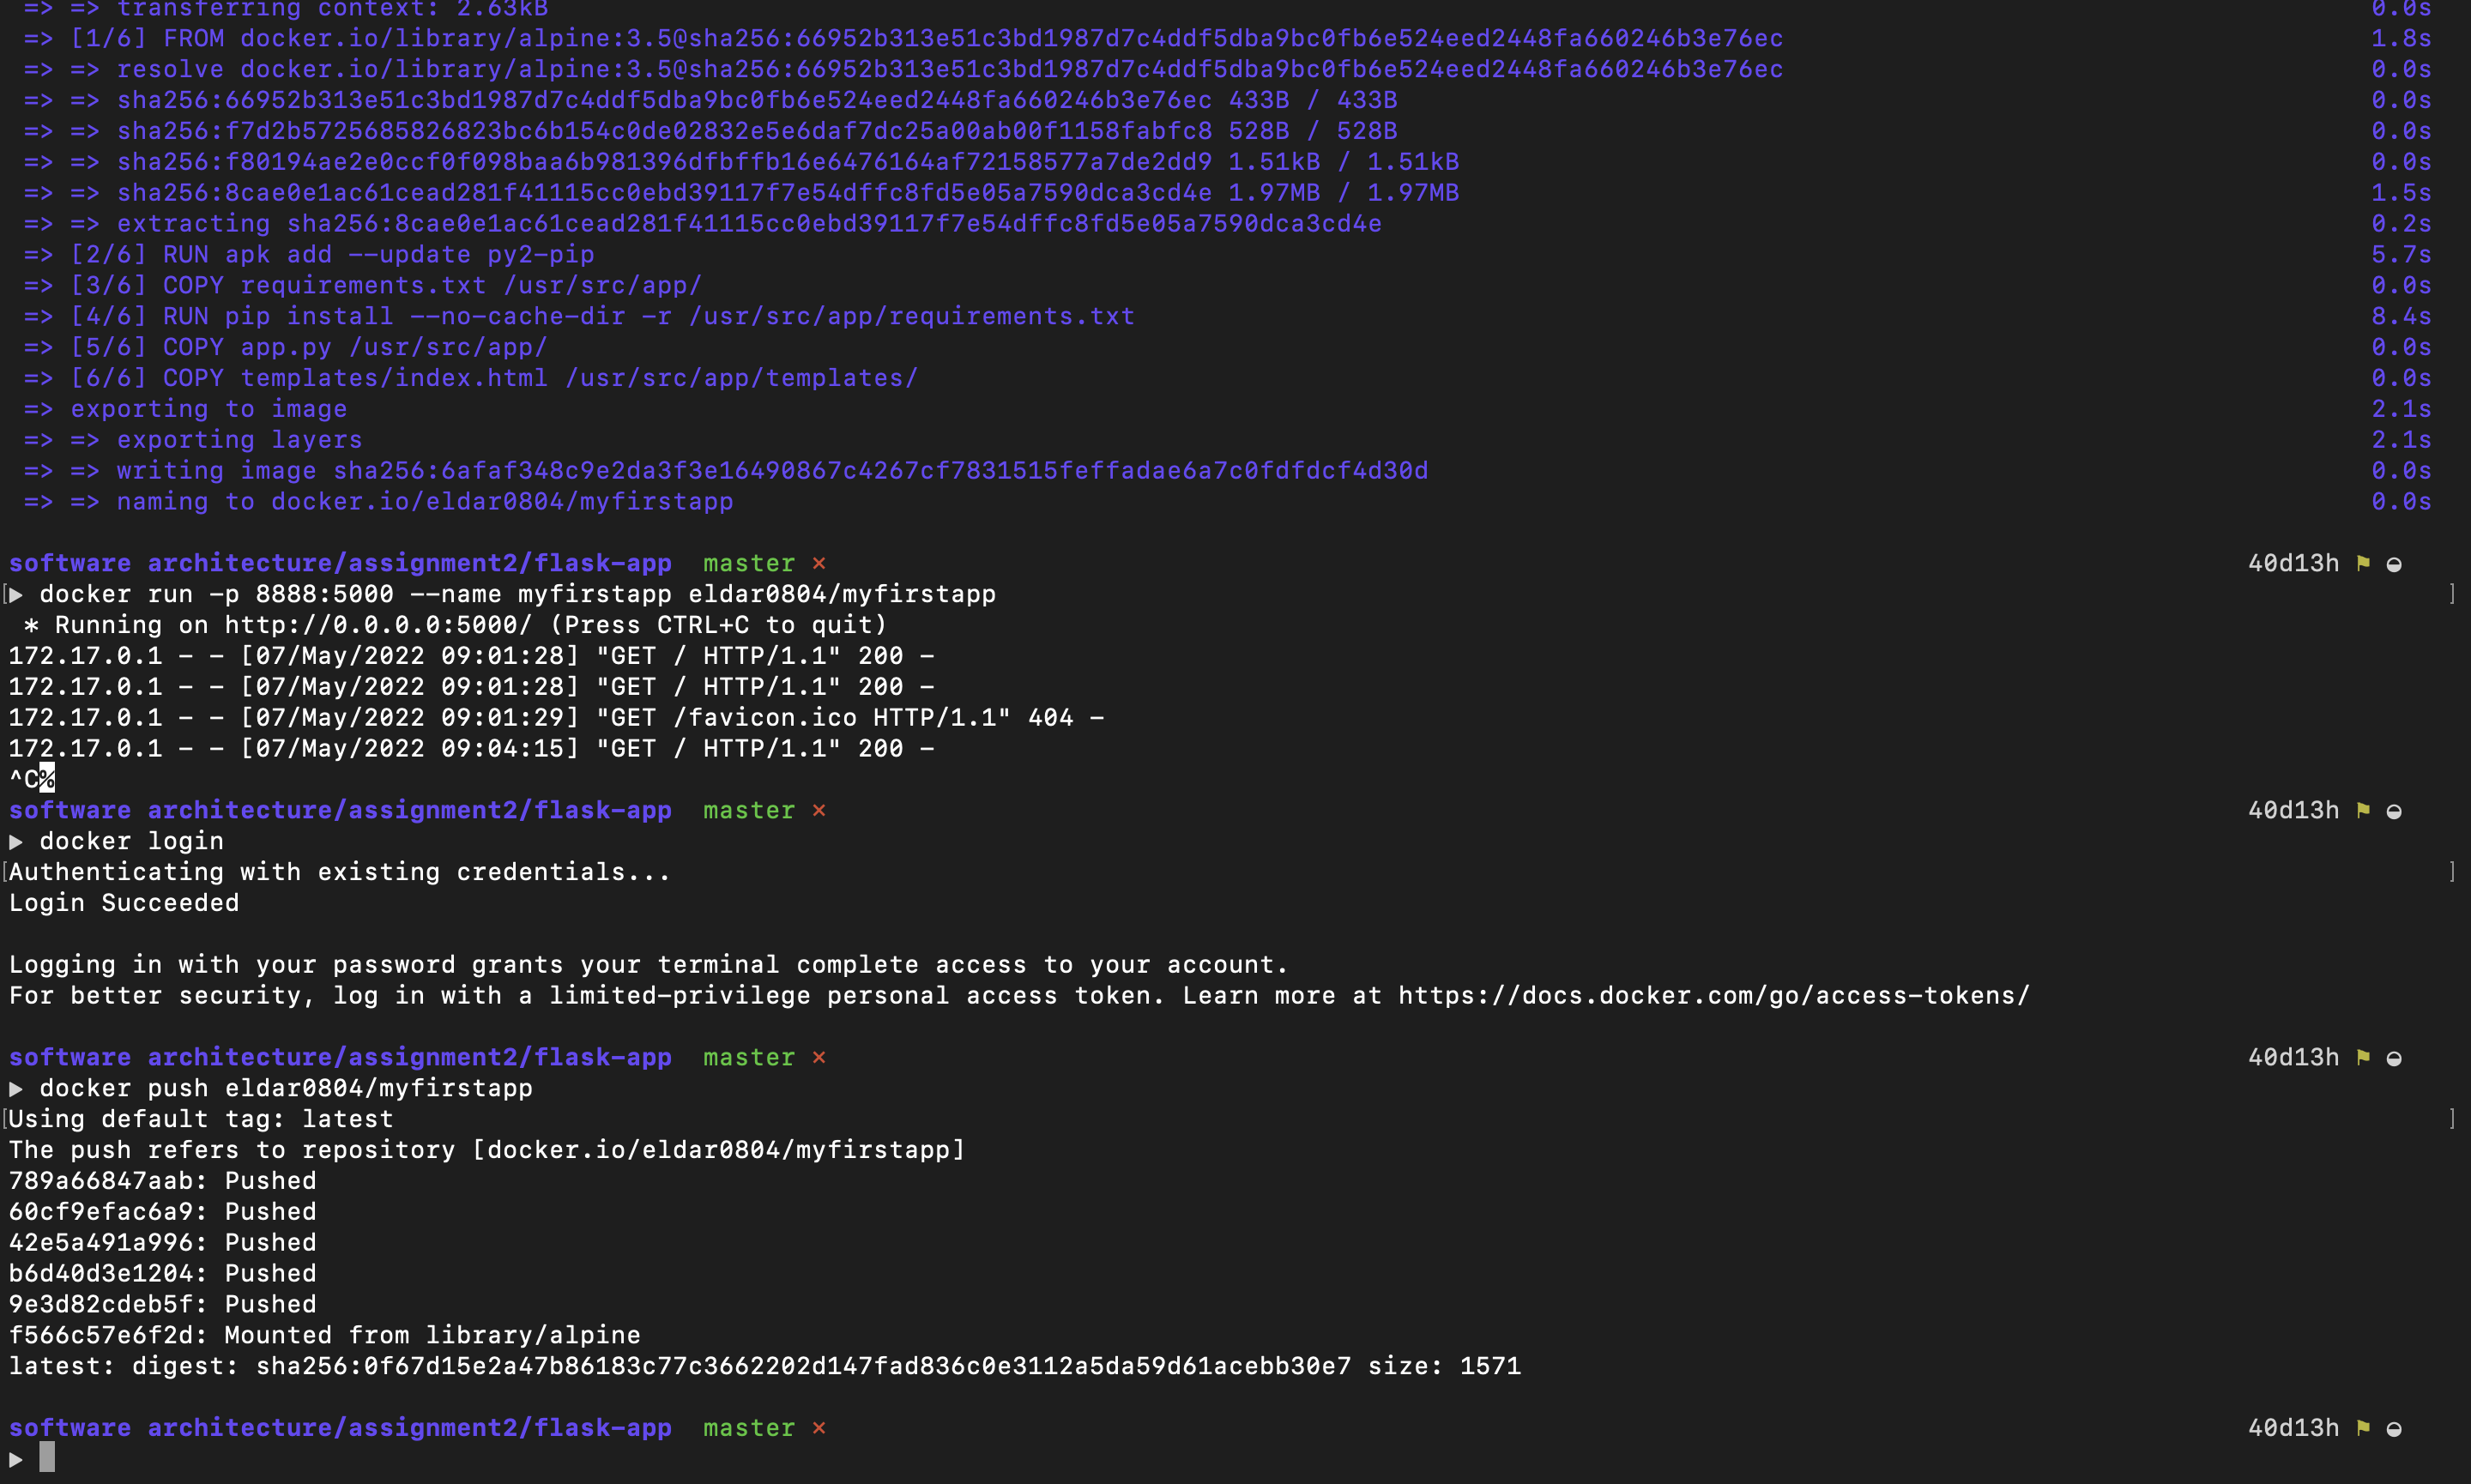 => => transferring context: 2.63kB 0.0s
=> [1/6] FROM docker.io/library/alpine:3.5@sha256:66952b313e51c3bd1987d7c4ddf5dba9bc0fb6e524eed2448fa660246b3e76ec 1.8s
=> => resolve docker.io/library/alpine:3.5@sha256:66952b313e51c3bd1987d7c4ddf5dba9bc0fb6e524eed2448fa660246b3e76ec 0.0s
=> => sha256:66952b313e51c3bd1987d7c4ddf5dba9bc0fb6e524eed2448fa660246b3e76ec 433B / 433B 0.0s
=> => sha256:f7d2b5725685826823bc6b154c0de02832e5e6daf7dc25a00ab00f1158fabfc8 528B / 528B 0.0s
=> => sha256:f80194ae2e0ccf0f098baa6b981396dfbffb16e6476164af72158577a7de2dd9 1.51kB / 1.51kB 0.0s
=> => sha256:8cae0e1ac61cead281f41115cc0ebd39117f7e54dffc8fd5e05a7590dca3cd4e 1.97MB / 1.97MB 1.5s
=> => extracting sha256:8cae0e1ac61cead281f41115cc0ebd39117f7e54dffc8fd5e05a7590dca3cd4e 0.2s
=> [2/6] RUN apk add --update py2-pip 5.7s
=> [3/6] COPY requirements.txt /usr/src/app/ 0.0s
=> [4/6] RUN pip install --no-cache-dir -r /usr/src/app/requirements.txt 8.4s
=> [5/6] COPY app.py /usr/src/app/ 0.0s
=> [6/6] COPY templates/index.html /usr/src/app/templates/ 0.0s
=> exporting to image 2.1s
=> => exporting layers 2.1s
=> => writing image sha256:6afaf348c9e2da3f3e16490867c4267cf7831515feffadae6a7c0fdfdcf4d30d 0.0s
=> => naming to docker.io/eldar0804/myfirstapp 0.0s
software architecture/assignment2/flask-app master × 40d13h ⚑ ◒
[▶ docker run -p 8888:5000 --name myfirstapp eldar0804/myfirstapp ]
* Running on http://0.0.0.0:5000/ (Press CTRL+C to quit)
172.17.0.1 - - [07/May/2022 09:01:28] "GET / HTTP/1.1" 200 -
172.17.0.1 - - [07/May/2022 09:01:28] "GET / HTTP/1.1" 200 -
172.17.0.1 - - [07/May/2022 09:01:29] "GET /favicon.ico HTTP/1.1" 404 -
172.17.0.1 - - [07/May/2022 09:04:15] "GET / HTTP/1.1" 200 -
^C%
software architecture/assignment2/flask-app master × 40d13h ⚑ ◒
▶ docker login
[Authenticating with existing credentials... ]
Login Succeeded
Logging in with your password grants your terminal complete access to your account.
For better security, log in with a limited-privilege personal access token. Learn more at https://docs.docker.com/go/access-tokens/
software architecture/assignment2/flask-app master × 40d13h ⚑ ◒
▶ docker push eldar0804/myfirstapp
[Using default tag: latest ]
The push refers to repository [docker.io/eldar0804/myfirstapp]
789a66847aab: Pushed
60cf9efac6a9: Pushed
42e5a491a996: Pushed
b6d40d3e1204: Pushed
9e3d82cdeb5f: Pushed
f566c57e6f2d: Mounted from library/alpine
latest: digest: sha256:0f67d15e2a47b86183c77c3662202d147fad836c0e3112a5da59d61acebb30e7 size: 1571
software architecture/assignment2/flask-app master × 40d13h ⚑ ◒
▶